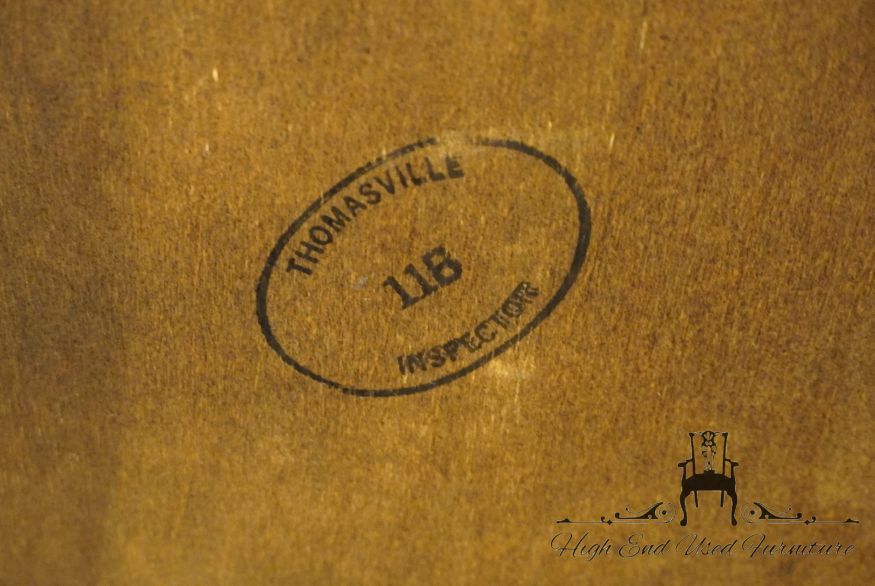 THOMASVILLE
11B
INSPECTOR
High End Used Furniture